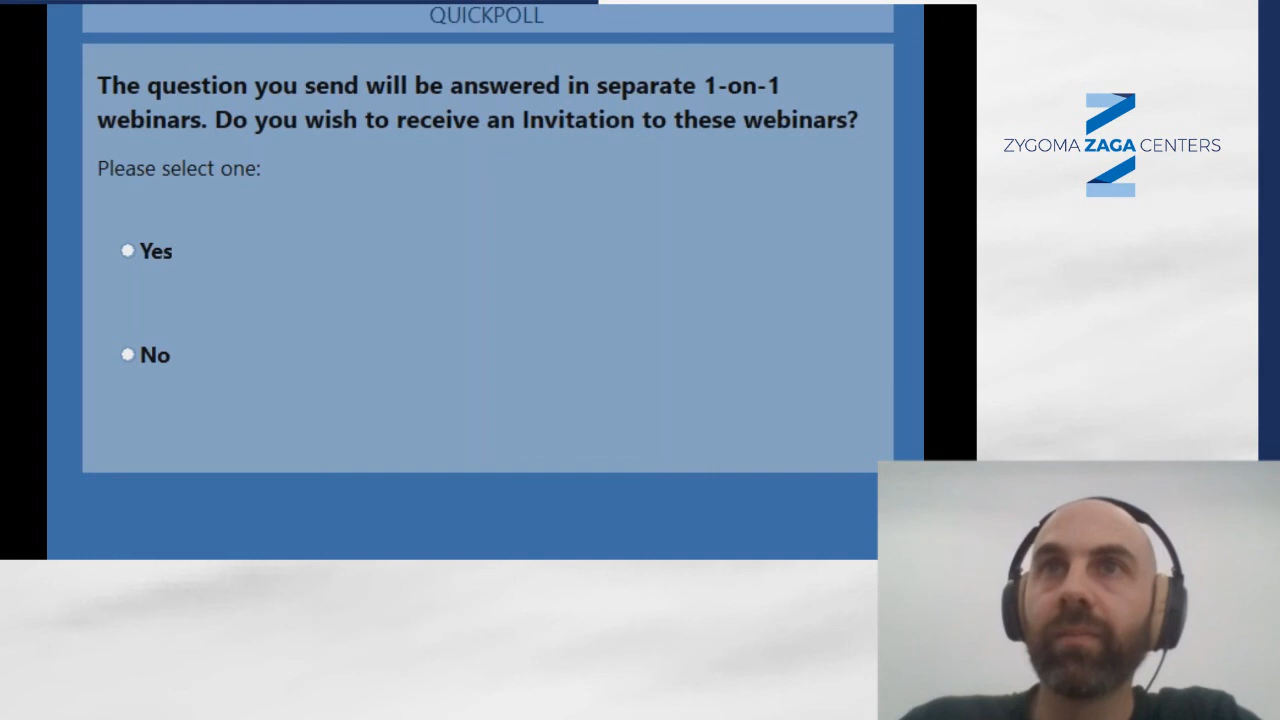 QUICKPOLL
The question you send will be answered in separate 1-on-1
webinars. Do you wish to receive an Invitation to these webinars?
Please select one:
Yes
No
ZYGOMA ZAGA CENTERS